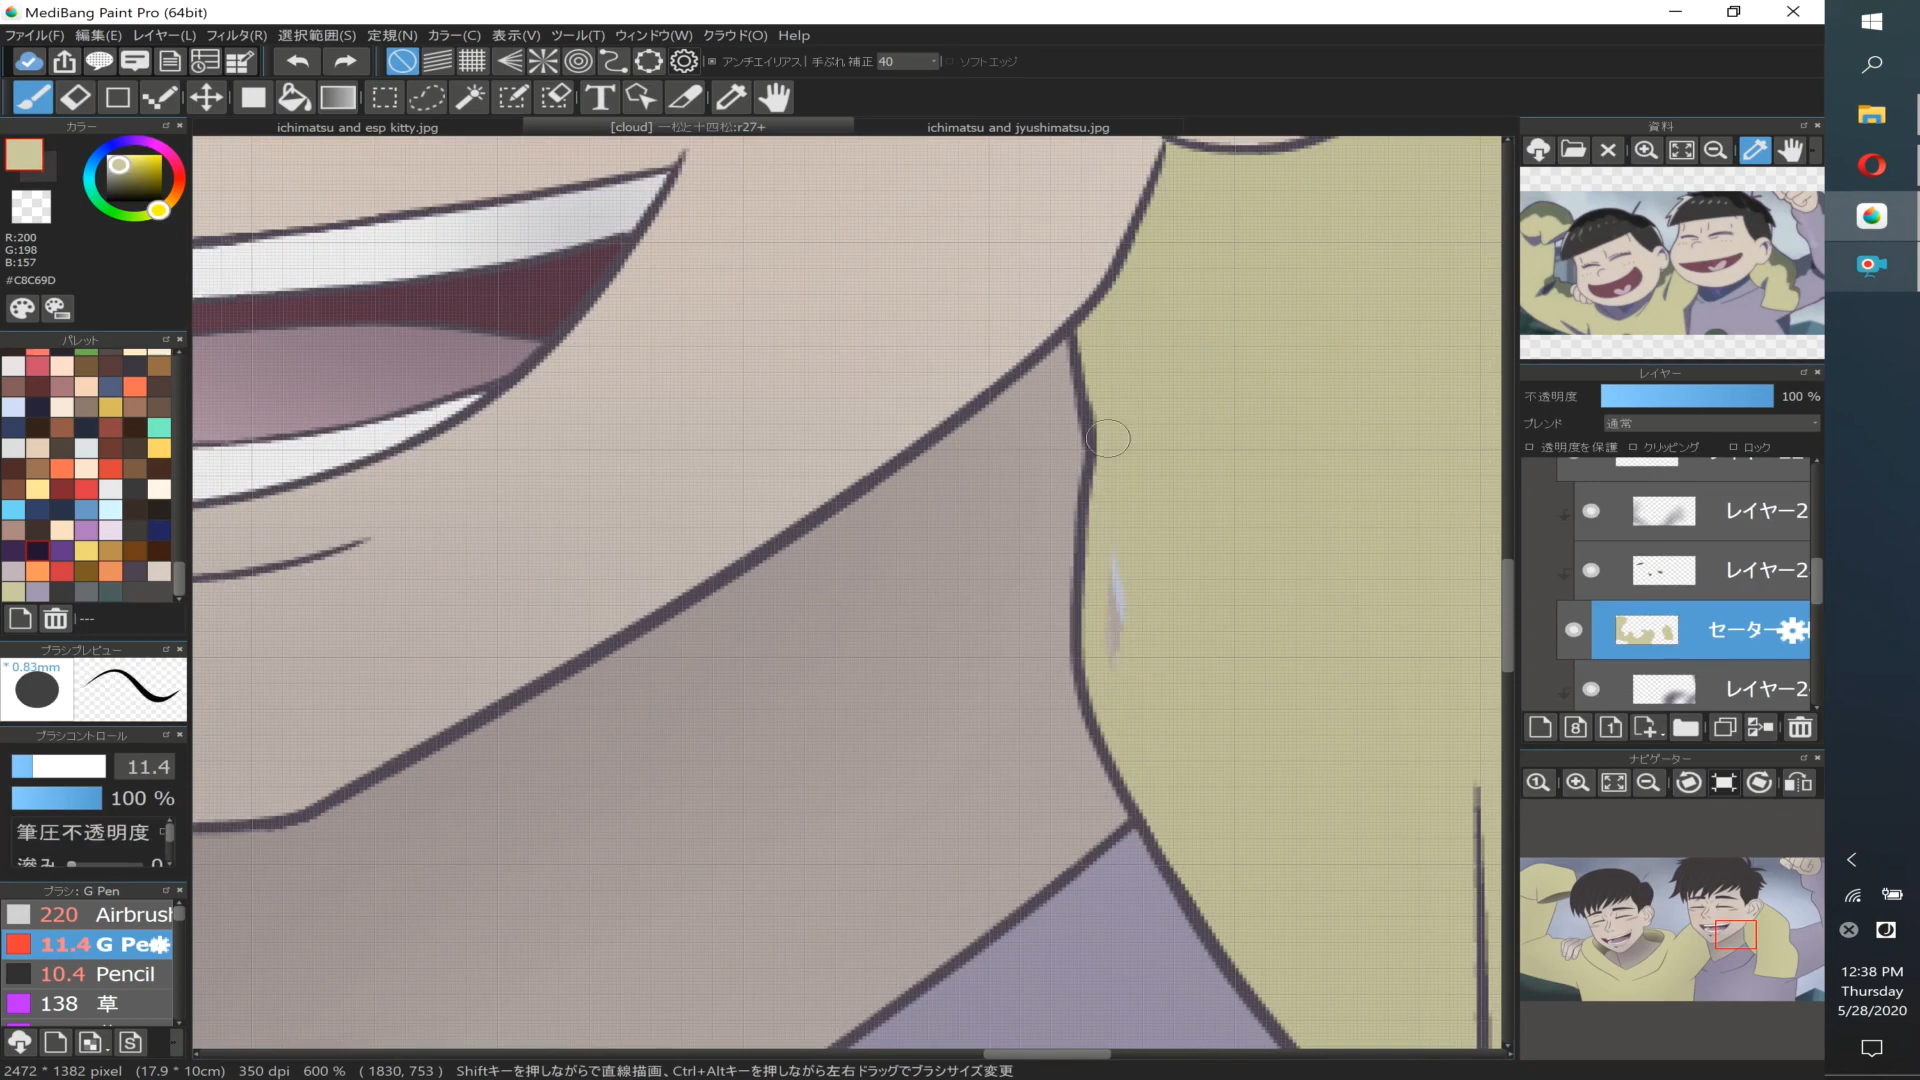 MediBang Paint Pro (64bit)
ファイル(F) 編集(E) レイヤー(L) フィルタ(R) 選択範囲(S) 定規(N) カラー(C) 表示(V) ツール(T) ウィンドウ(W) クラウド(O) Help
アンチエイリアス 手ぶれ 補正 40 ソフトエッジ
カラー
ichimatsu and esp kitty.jpg
[cloud] 一松と十四松:r27+
ichimatsu and jyushimatsu.jpg
資料
R:200
G:198
B:157
#C8C69D
パレット
---
ブラシプレビュー
* 0.83mm
ブラシコントロール
11.4
100 %
筆圧不透明度
滲み 0
ブラシ: G Pen
220 Airbrush
11.4 G Pe
10.4 Pencil
138 草
レイヤー
不透明度 100 %
ブレンド 通常
透明度を保護 クリッピング ロック
レイヤー2
レイヤー2
セーター
レイヤー2
ナビゲーター
12:38 PM
Thursday
5/28/2020
2472 * 1382 pixel (17.9 * 10cm) 350 dpi 600 % ( 1830, 753 ) Shiftキーを押しながらで直線描画、Ctrl+Altキーを押しながら左右ドラッグでブラシサイズ変更